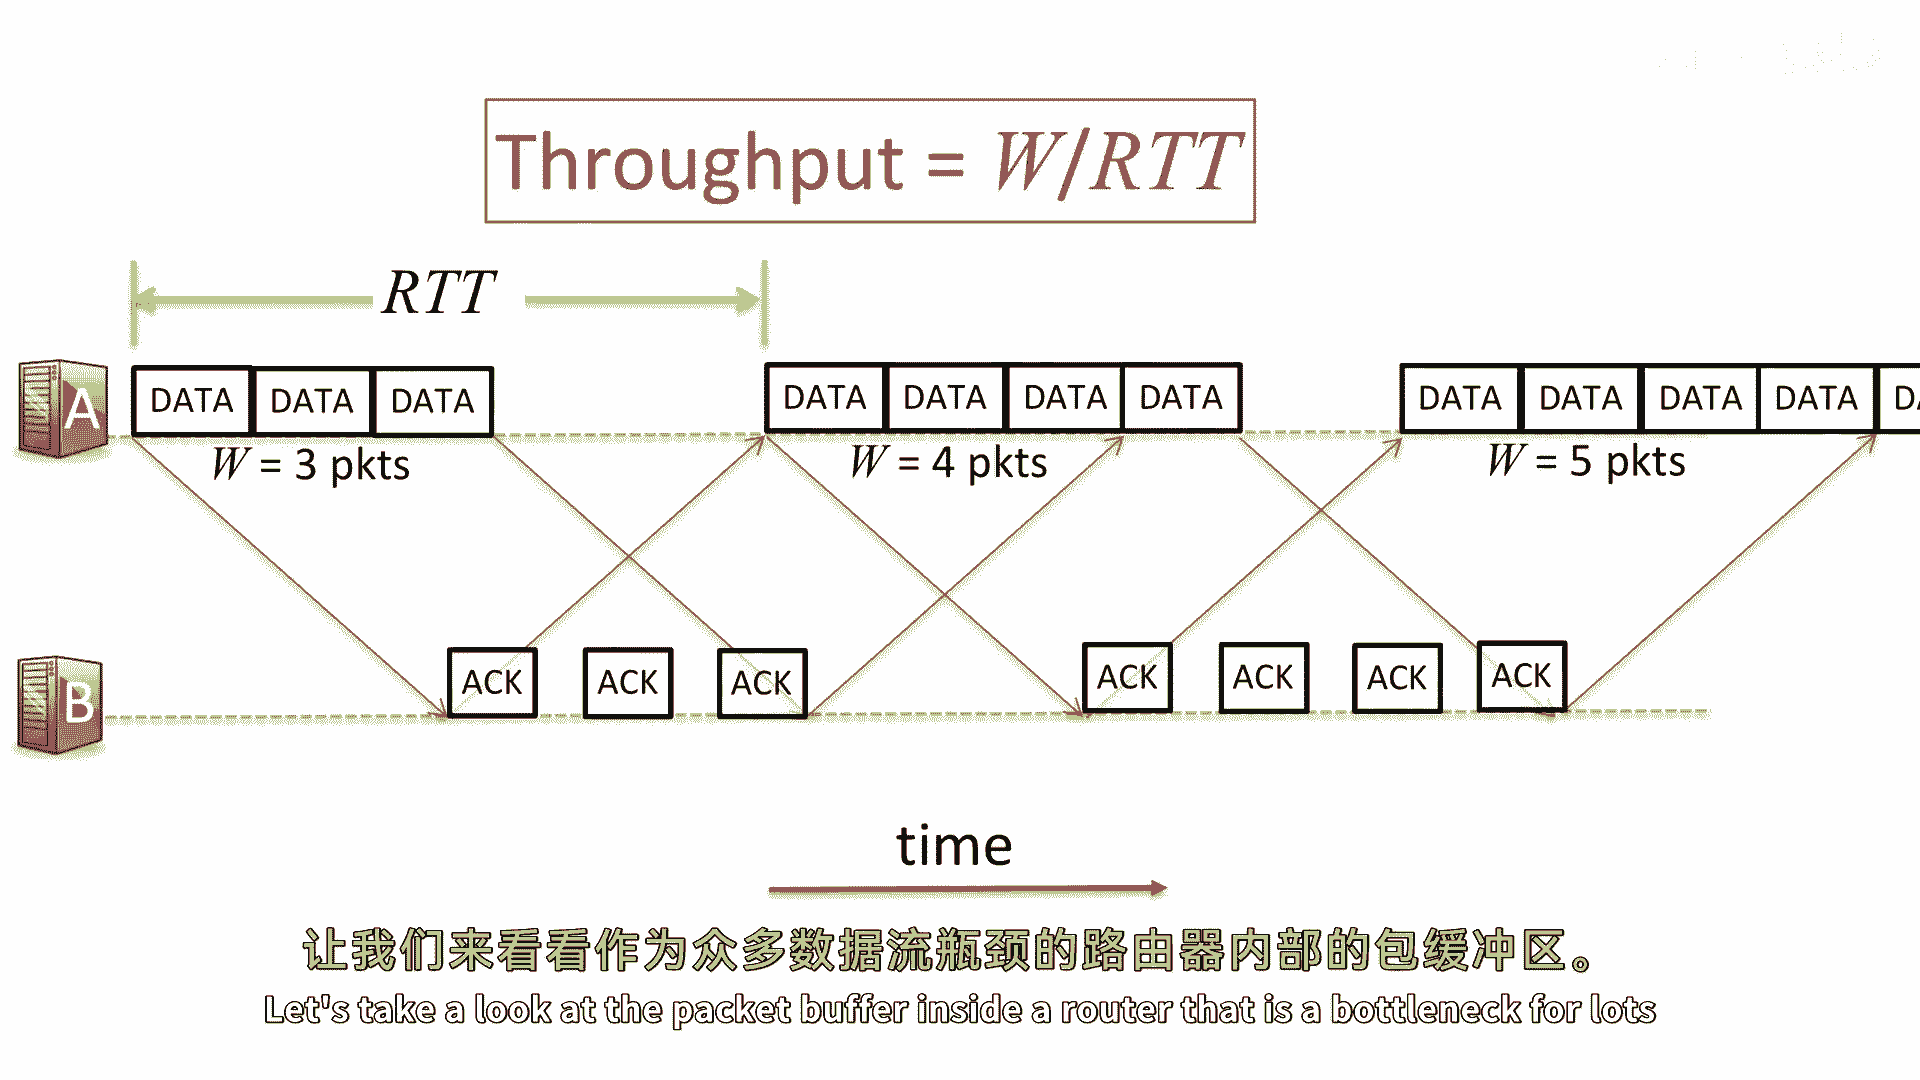 Throughput = W/RTT
RTT
A
DATA DATA DATA
DATA DATA DATA DATA
DATA DATA DATA DATA
W = 3 pkts
W = 4 pkts
W = 5 pkts
B
ACK ACK ACK
ACK ACK ACK ACK
time
让我们来看看作为众多数据流瓶颈的路由器内部的包缓冲区。
Let's take a look at the packet buffer inside a router that is a bottleneck for lots